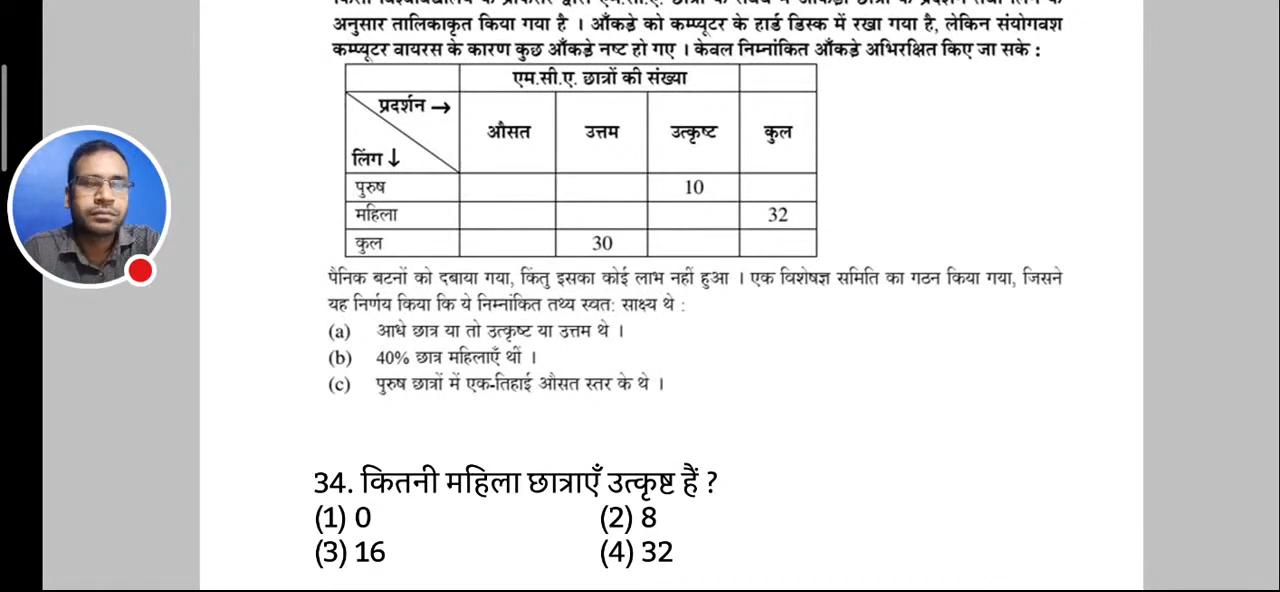 अनुसार तालिकाकृत किया गया है । आँकड़े को कम्प्यूटर के हार्ड डिस्क में रखा गया है, लेकिन संयोगवश
कम्प्यूटर वायरस के कारण कुछ आँकड़े नष्ट हो गए । केवल निम्नांकित आँकड़े अभिरक्षित किए जा सके :
एम.सी.ए. छात्रों की संख्या
प्रदर्शन → औसत उत्तम उत्कृष्ट कुल
लिंग ↓
पुरुष 10
महिला 32
कुल 30
पैनिक बटनों को दबाया गया, किंतु इसका कोई लाभ नहीं हुआ । एक विशेषज्ञ समिति का गठन किया गया, जिसने
यह निर्णय किया कि ये निम्नांकित तथ्य स्वत: साक्ष्य थे :
(a) आधे छात्र या तो उत्कृष्ट या उत्तम थे ।
(b) 40% छात्र महिलाएँ थीं ।
(c) पुरुष छात्रों में एक-तिहाई औसत स्तर के थे ।
34. कितनी महिला छात्राएँ उत्कृष्ट हैं ?
(1) 0 (2) 8
(3) 16 (4) 32